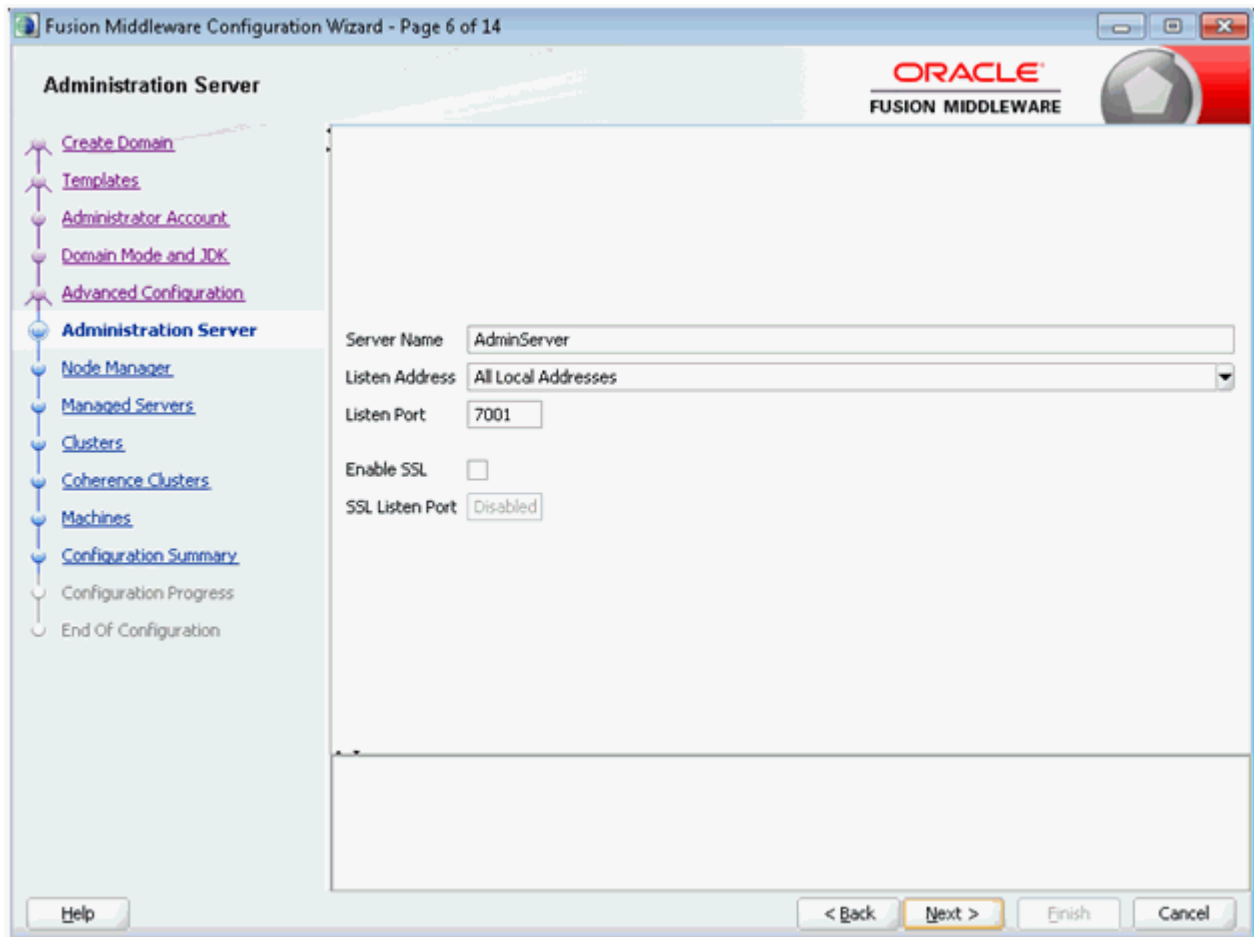 Fusion Middleware Configuration Wizard - Page 6 of 14
Administration Server
ORACLE
FUSION MIDDLEWARE
Create Domain
Templates
Administrator Account
Domain Mode and JDK
Advanced Configuration
Administration Server
Node Manager
Managed Servers
Clusters
Coherence Clusters
Machines
Configuration Summary
Configuration Progress
End Of Configuration
Server Name AdminServer
Listen Address All Local Addresses
Listen Port 7001
Enable SSL
SSL Listen Port Disabled
Help < Back Next > Finish Cancel